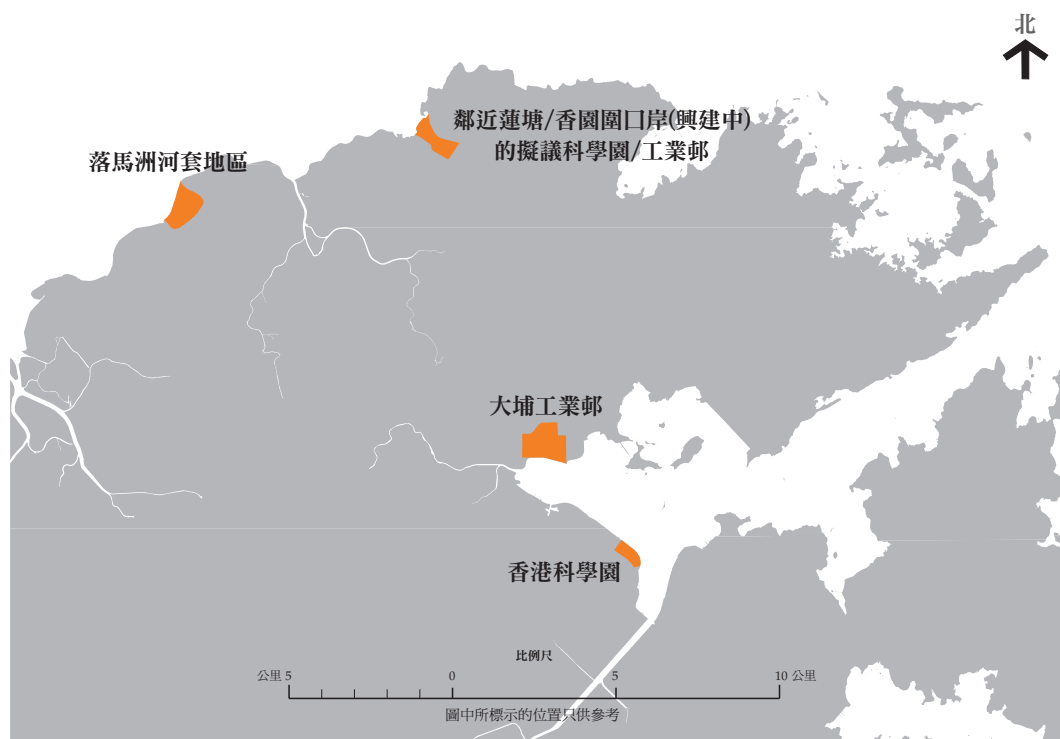 北
鄰近蓮塘/香園圍口岸(興建中)
的擬議科學園/工業邨
落馬洲河套地區
大埔工業邨
香港科學園
比例尺
公里 5 0 5 10 公里
圖中所標示的位置只供參考